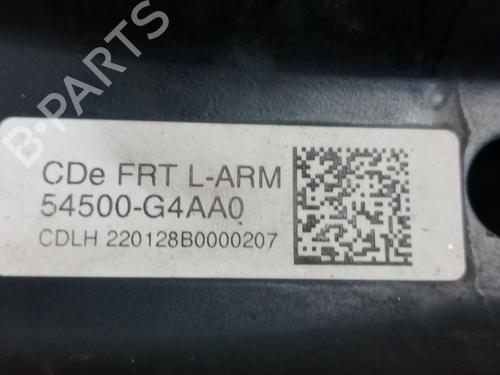 B-PARTS
CDe FRT L-ARM
54500-G4AA0
CDLH 220128B0000207